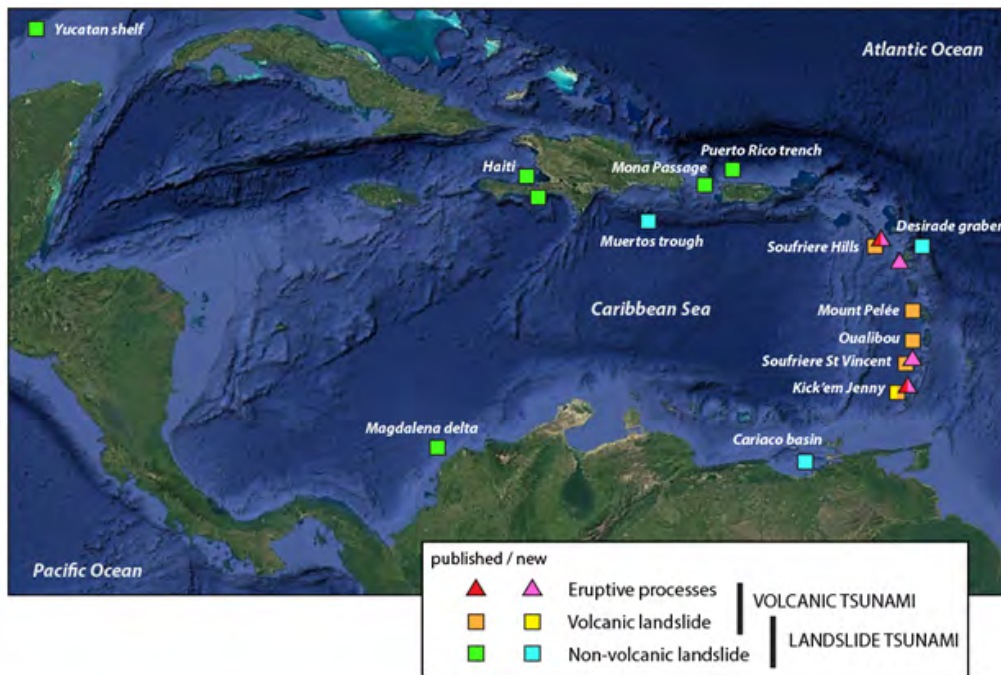 Yucatan shelf
Atlantic Ocean
Puerto Rico trench
Haiti
Mona Passage
Desirade graben
Muertos trough
Soufriere Hills
Caribbean Sea
Mount Pelée
Oualibou
Soufriere St Vincent
Kick'em Jenny
Magdalena delta
Cariaco basin
Pacific Ocean
published / new
Eruptive processes
VOLCANIC TSUNAMI
Volcanic landslide
LANDSLIDE TSUNAMI
Non-volcanic landslide